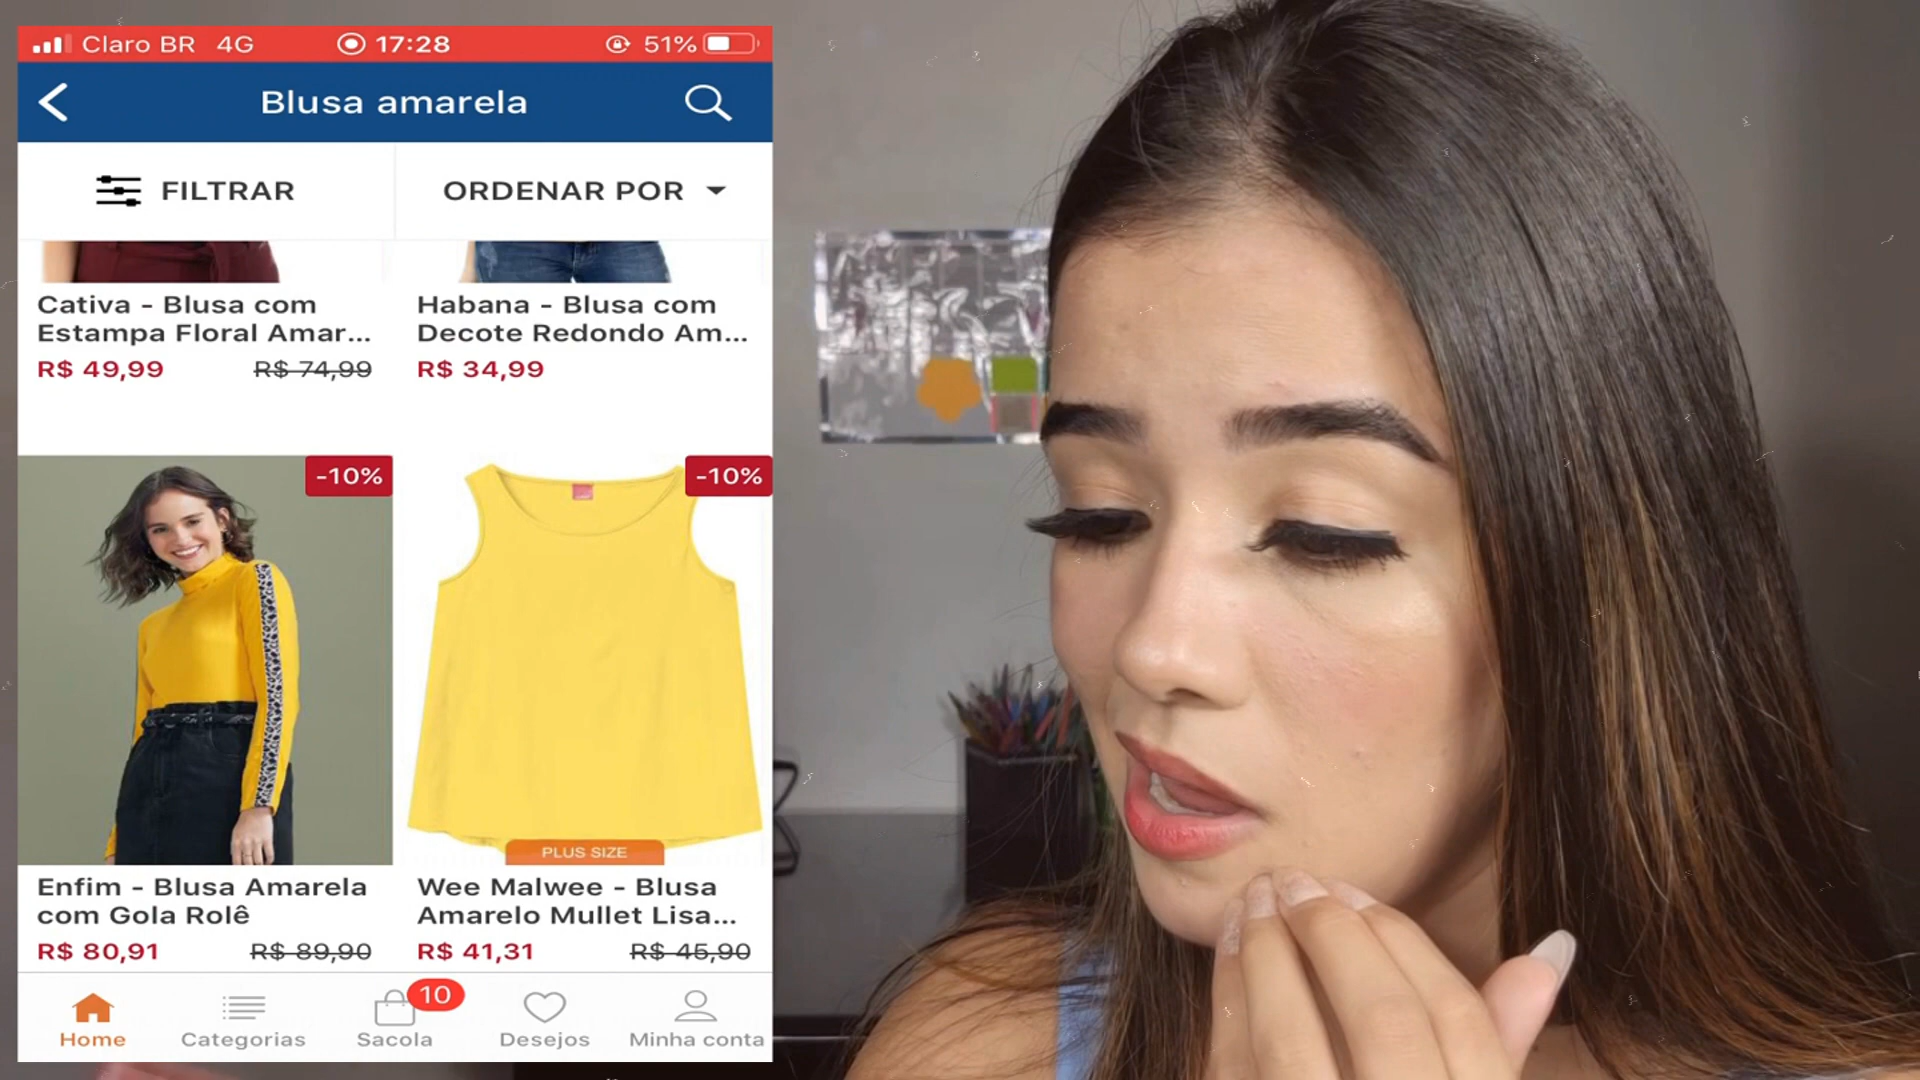 Claro BR 4G 17:28 51%
Blusa amarela
FILTRAR ORDENAR POR
Cativa - Blusa com
Estampa Floral Amar...
R$ 49,99 R$ 74,99
Habana - Blusa com
Decote Redondo Am...
R$ 34,99
-10%
-10%
PLUS SIZE
Enfim - Blusa Amarela
com Gola Rolê
R$ 80,91 R$ 89,90
Wee Malwee - Blusa
Amarelo Mullet Lisa...
R$ 41,31 R$ 45,90
10
Home Categorias Sacola Desejos Minha conta